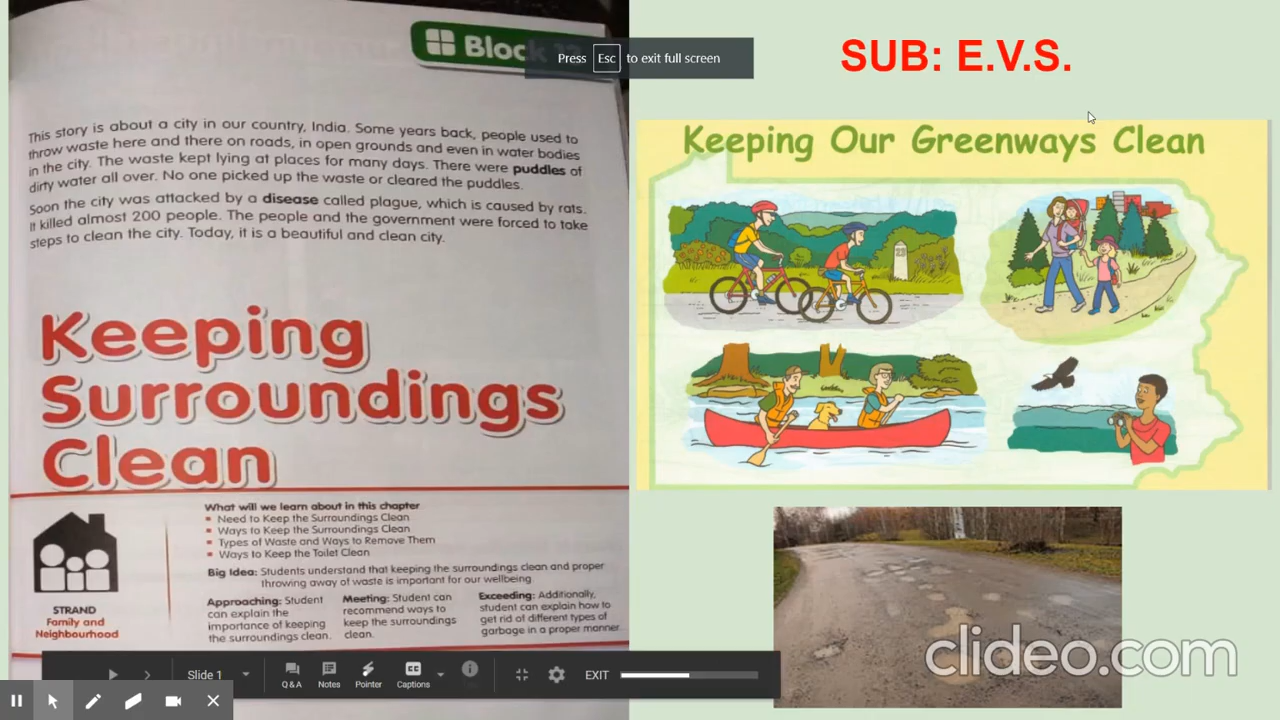 Block
Press Esc to exit full screen
SUB: E.V.S.
This story is about a city in our country, India. Some years back, people used to
throw waste here and there on roads, in open grounds and even in water bodies
in the city. The waste kept lying at places for many days. There were puddles of
dirty water all over. No one picked up the waste or cleared the puddles.
Soon the city was attacked by a disease called plague, which is caused by rats.
It killed almost 200 people. The people and the government were forced to take
steps to clean the city. Today, it is a beautiful and clean city.
Keeping
Surroundings
Clean
What will we learn about in this chapter
▪ Need to Keep the Surroundings Clean
▪ Ways to Keep the Surroundings Clean
▪ Types of Waste and Ways to Remove Them
▪ Ways to Keep the Toilet Clean
Big Idea: Students understand that keeping the surroundings clean and proper
throwing away of waste is important for our wellbeing
STRAND
Family and
Neighbourhood
Approaching: Student
can explain the
importance of keeping
the surroundings clean.
Meeting: Student can
recommend ways to
keep the surroundings
clean.
Exceeding: Additionally,
student can explain how to
get rid of different types of
garbage in a proper manner
Keeping Our Greenways Clean
23
clideo.com
Slide 1
Q & A
Notes
Pointer
CC
Captions
EXIT